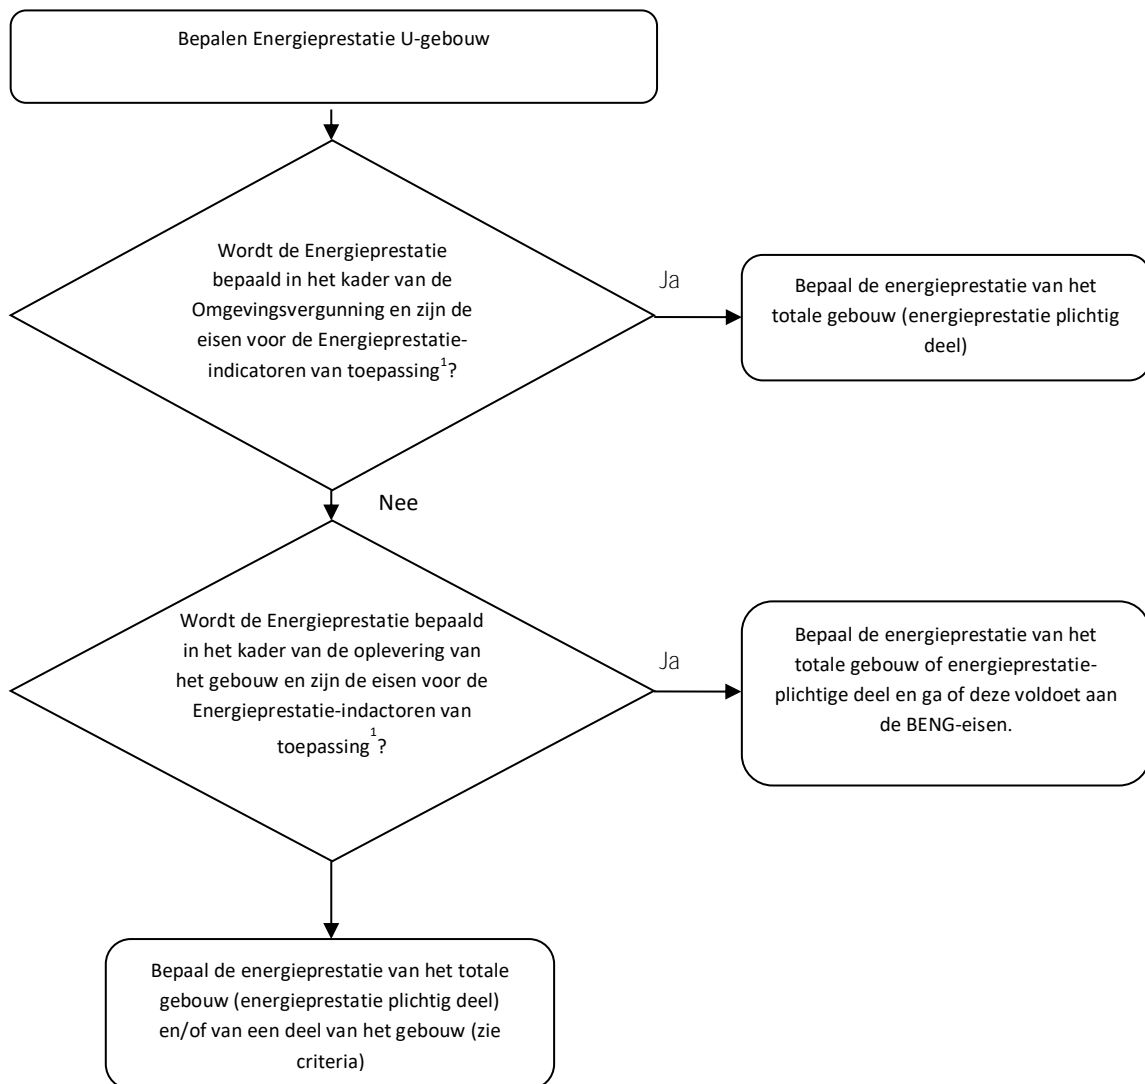 Bepalen Energieprestatie U-gebouw
Wordt de Energieprestatie
bepaald in het kader van de
Omgevingsvergunning en zijn de
eisen voor de Energieprestatie-
indicatoren van toepassing¹?
Ja
Bepaal de energieprestatie van het
totale gebouw (energieprestatie plichtig
deel)
Nee
Wordt de Energieprestatie bepaald
in het kader van de oplevering van
het gebouw en zijn de eisen voor de
Energieprestatie-indactoren van
toepassing¹?
Ja
Bepaal de energieprestatie van het
totale gebouw of energieprestatie-
plichtige deel en ga of deze voldoet aan
de BENG-eisen.
Bepaal de energieprestatie van het totale
gebouw (energieprestatie plichtig deel)
en/of van een deel van het gebouw (zie
criteria)